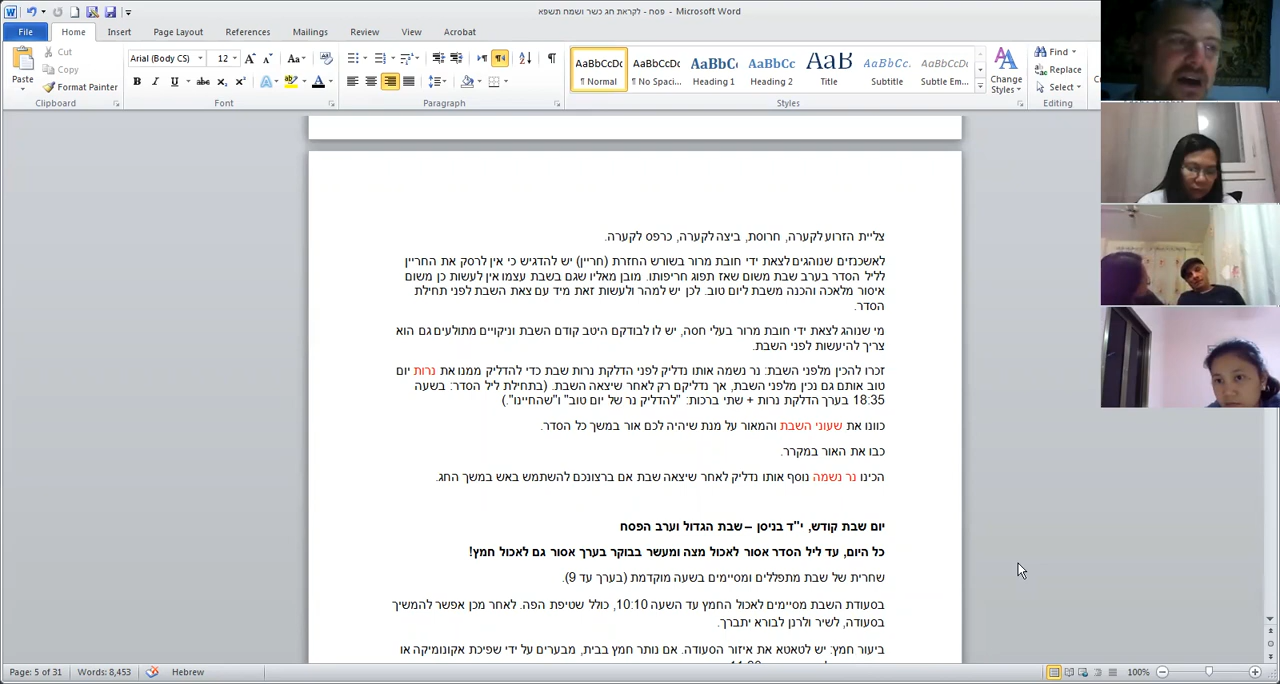 פסח - לקראת חג כשר ושמח תשפא - Microsoft Word
File Home Insert Page Layout References Mailings Review View Acrobat
Cut
Copy
Format Painter
Paste
Clipboard
Arial (Body CS) 12
Font
Paragraph
AaBbCcDc AaBbCcDc AaBbC AaBbCc AaB AaBbCc. AaBbCcDc
¶ Normal ¶ No Spaci... Heading 1 Heading 2 Title Subtitle Subtle Em...
Change Styles
Styles
Find
Replace
Select
Editing
צליית הזרוע לקערה, חרוסת, ביצה לקערה, כרפס לקערה.
לאשכנזים שנוהגים לצאת ידי חובת מרור בשורש החזרת (חריין) יש להדגיש כי אין לרסק את החריין
לליל הסדר בערב שבת משום שאז תפוג חריפותו. מובן מאליו שגם בשבת עצמו אין לעשות כן משום
איסור מלאכה והכנה משבת ליום טוב. לכן יש למהר ולעשות זאת מיד עם צאת השבת לפני תחילת
הסדר.
מי שנוהג לצאת ידי חובת מרור בעלי חסה, יש לו לבודקם היטב קודם השבת וניקויים מתולעים גם הוא
צריך להיעשות לפני השבת.
זכרו להכין מלפני השבת: נר נשמה אותו נדליק לפני הדלקת נרות שבת כדי להדליק ממנו את נרות יום
טוב אותם גם נכין מלפני השבת, אך נדליקם רק לאחר שיצאה השבת. (בתחילת ליל הסדר: בשעה
18:35 בערך הדלקת נרות + שתי ברכות: "להדליק נר של יום טוב" ו"שהחיינו".)
כוונו את שעוני השבת והמאור על מנת שיהיה לכם אור במשך כל הסדר.
כבו את האור במקרר.
הכינו נר נשמה נוסף אותו נדליק לאחר שיצאה שבת אם ברצונכם להשתמש באש במשך החג.
יום שבת קודש, י"ד בניסן – שבת הגדול וערב הפסח
כל היום, עד ליל הסדר אסור לאכול מצה ומעשר בבוקר בערך אסור גם לאכול חמץ!
שחרית של שבת מתפללים ומסיימים בשעה מוקדמת (בערך עד 9).
בסעודת השבת מסיימים לאכול החמץ עד השעה 10:10, כולל שטיפת הפה. לאחר מכן אפשר להמשיך
בסעודה, לשיר ולרנן לבורא יתברך.
ביעור חמץ: יש לטאטא את איזור הסעודה. אם נותר חמץ בבית, מבערים על ידי שפיכת אקונומיקה או
Page: 5 of 31 Words: 8,453 Hebrew 100%